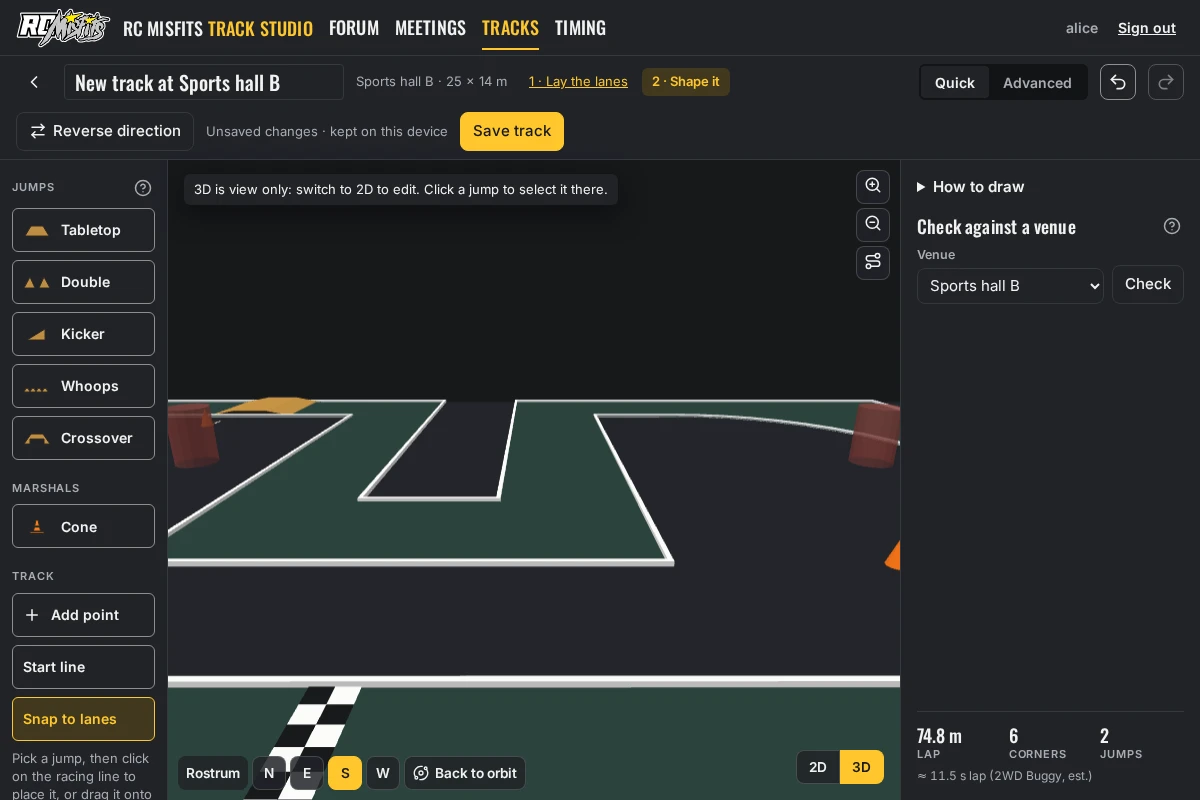 RC Misfits
RC MISFITS TRACK STUDIO
FORUM
MEETINGS
TRACKS
TIMING
alice
Sign out
New track at Sports hall B
Sports hall B · 25 × 14 m
1 · Lay the lanes
2 · Shape it
Quick
Advanced
Reverse direction
Unsaved changes · kept on this device
Save track
JUMPS
?
Tabletop
Double
Kicker
Whoops
Crossover
MARSHALS
Cone
TRACK
Add point
Start line
Snap to lanes
Pick a jump, then click
on the racing line to
place it, or drag it onto
3D is view only: switch to 2D to edit. Click a jump to select it there.
Rostrum
N
E
S
W
Back to orbit
2D
3D
How to draw
Check against a venue
?
Venue
Sports hall B
Check
74.8 m
LAP
6
CORNERS
2
JUMPS
≈ 11.5 s lap (2WD Buggy, est.)